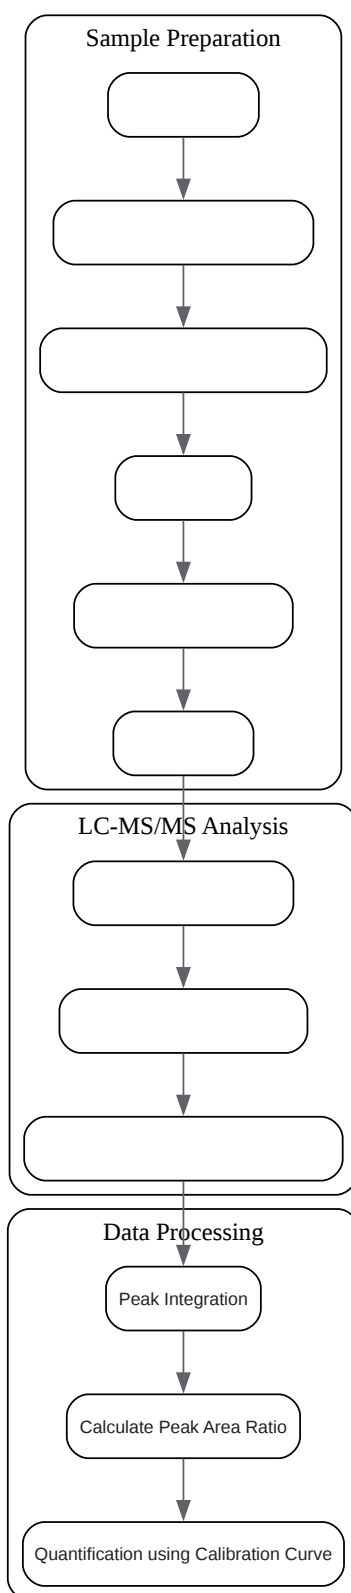 Sample Preparation
LC-MS/MS Analysis
Data Processing
Peak Integration
Calculate Peak Area Ratio
Quantification using Calibration Curve